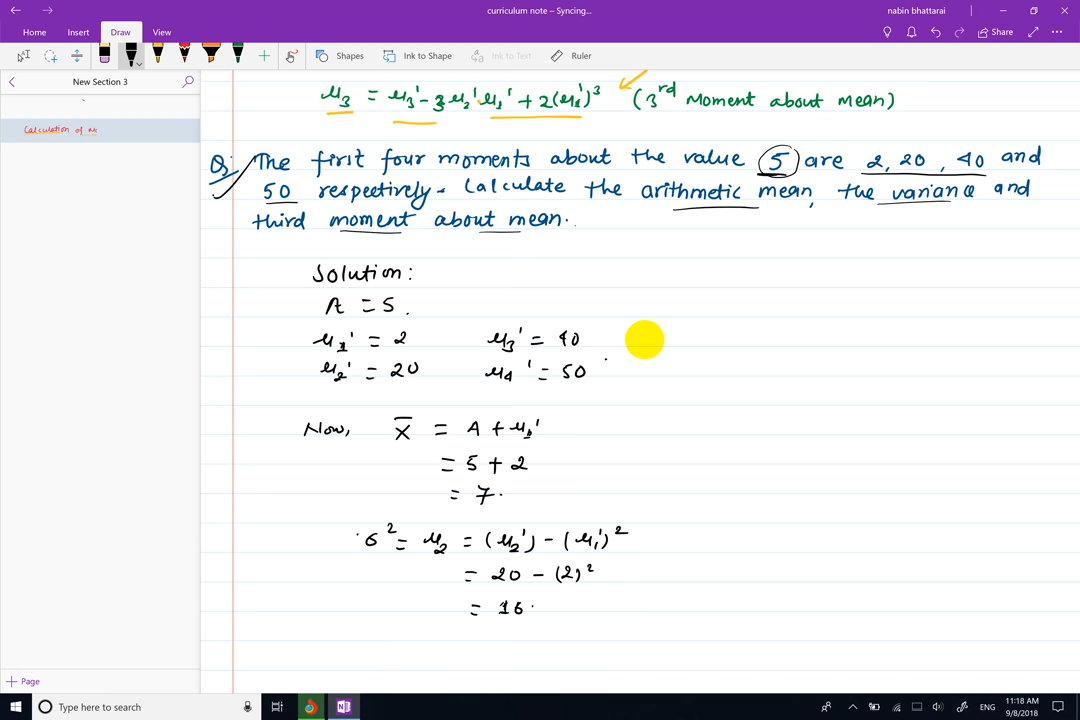 curriculum note – Syncing...
nabin bhattarai
Home Insert Draw View
Share
Shapes Ink to Shape Ink to Text Ruler
New Section 3
Calculation of
μ3 = μ3' - 3μ2'μ1' + 2(μ1')^3 (3rd Moment about mean)
Q: The first four moments about the value 5 are 2, 20, 40 and
50 respectively. Calculate the arithmetic mean, the variance and
third moment about mean.
Solution:
A = 5.
μ1' = 2 μ3' = 40
μ2' = 20 μ4' = 50
Now, X̄ = A + μ1'
= 5 + 2
= 7.
σ² = μ2 = (μ2') - (μ1')²
= 20 - (2)²
= 16.
+ Page
Type here to search
ENG
11:18 AM
9/8/2018